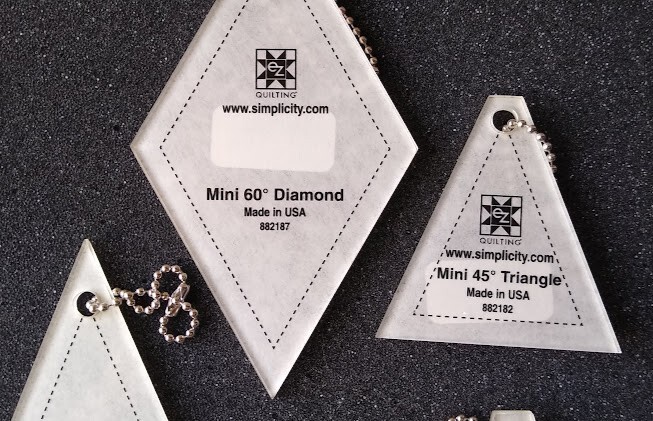 ez
QUILTING
www.simplicity.com
Mini 60° Diamond
Made in USA
882187
ez
QUILTING
www.simplicity.com
Mini 45° Triangle
Made in USA
882182